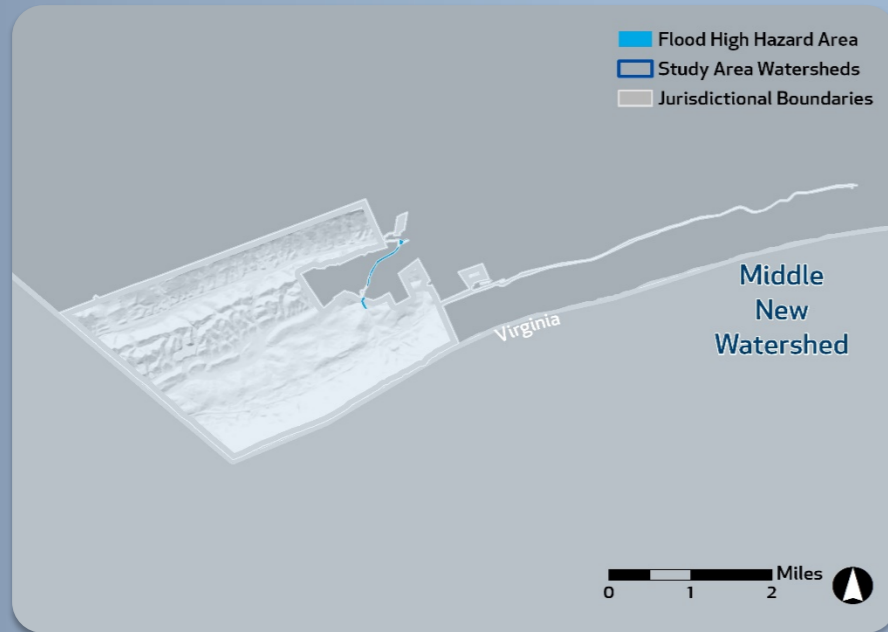 Flood High Hazard Area
Study Area Watersheds
Jurisdictional Boundaries
Virginia
Middle
New
Watershed
Miles
0 1 2